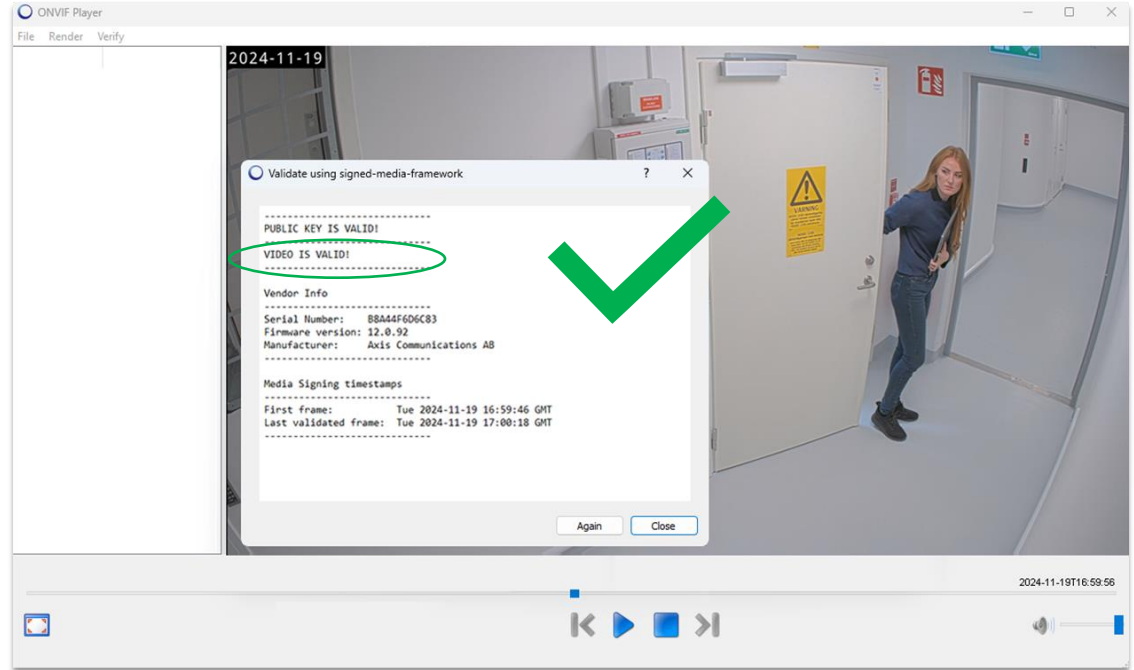 ONVIF Player
File Render Verify
2024-11-19
Validate using signed-media-framework
?
-----------------------------
PUBLIC KEY IS VALID!
-----------------------------
VIDEO IS VALID!
-----------------------------
Vendor Info
-----------------------------
Serial Number: B8A44F6D6C83
Firmware version: 12.0.92
Manufacturer: Axis Communications AB
-----------------------------
Media Signing timestamps
-----------------------------
First frame: Tue 2024-11-19 16:59:46 GMT
Last validated frame: Tue 2024-11-19 17:00:18 GMT
-----------------------------
Again Close
VARNING
2024-11-19T16:59:56